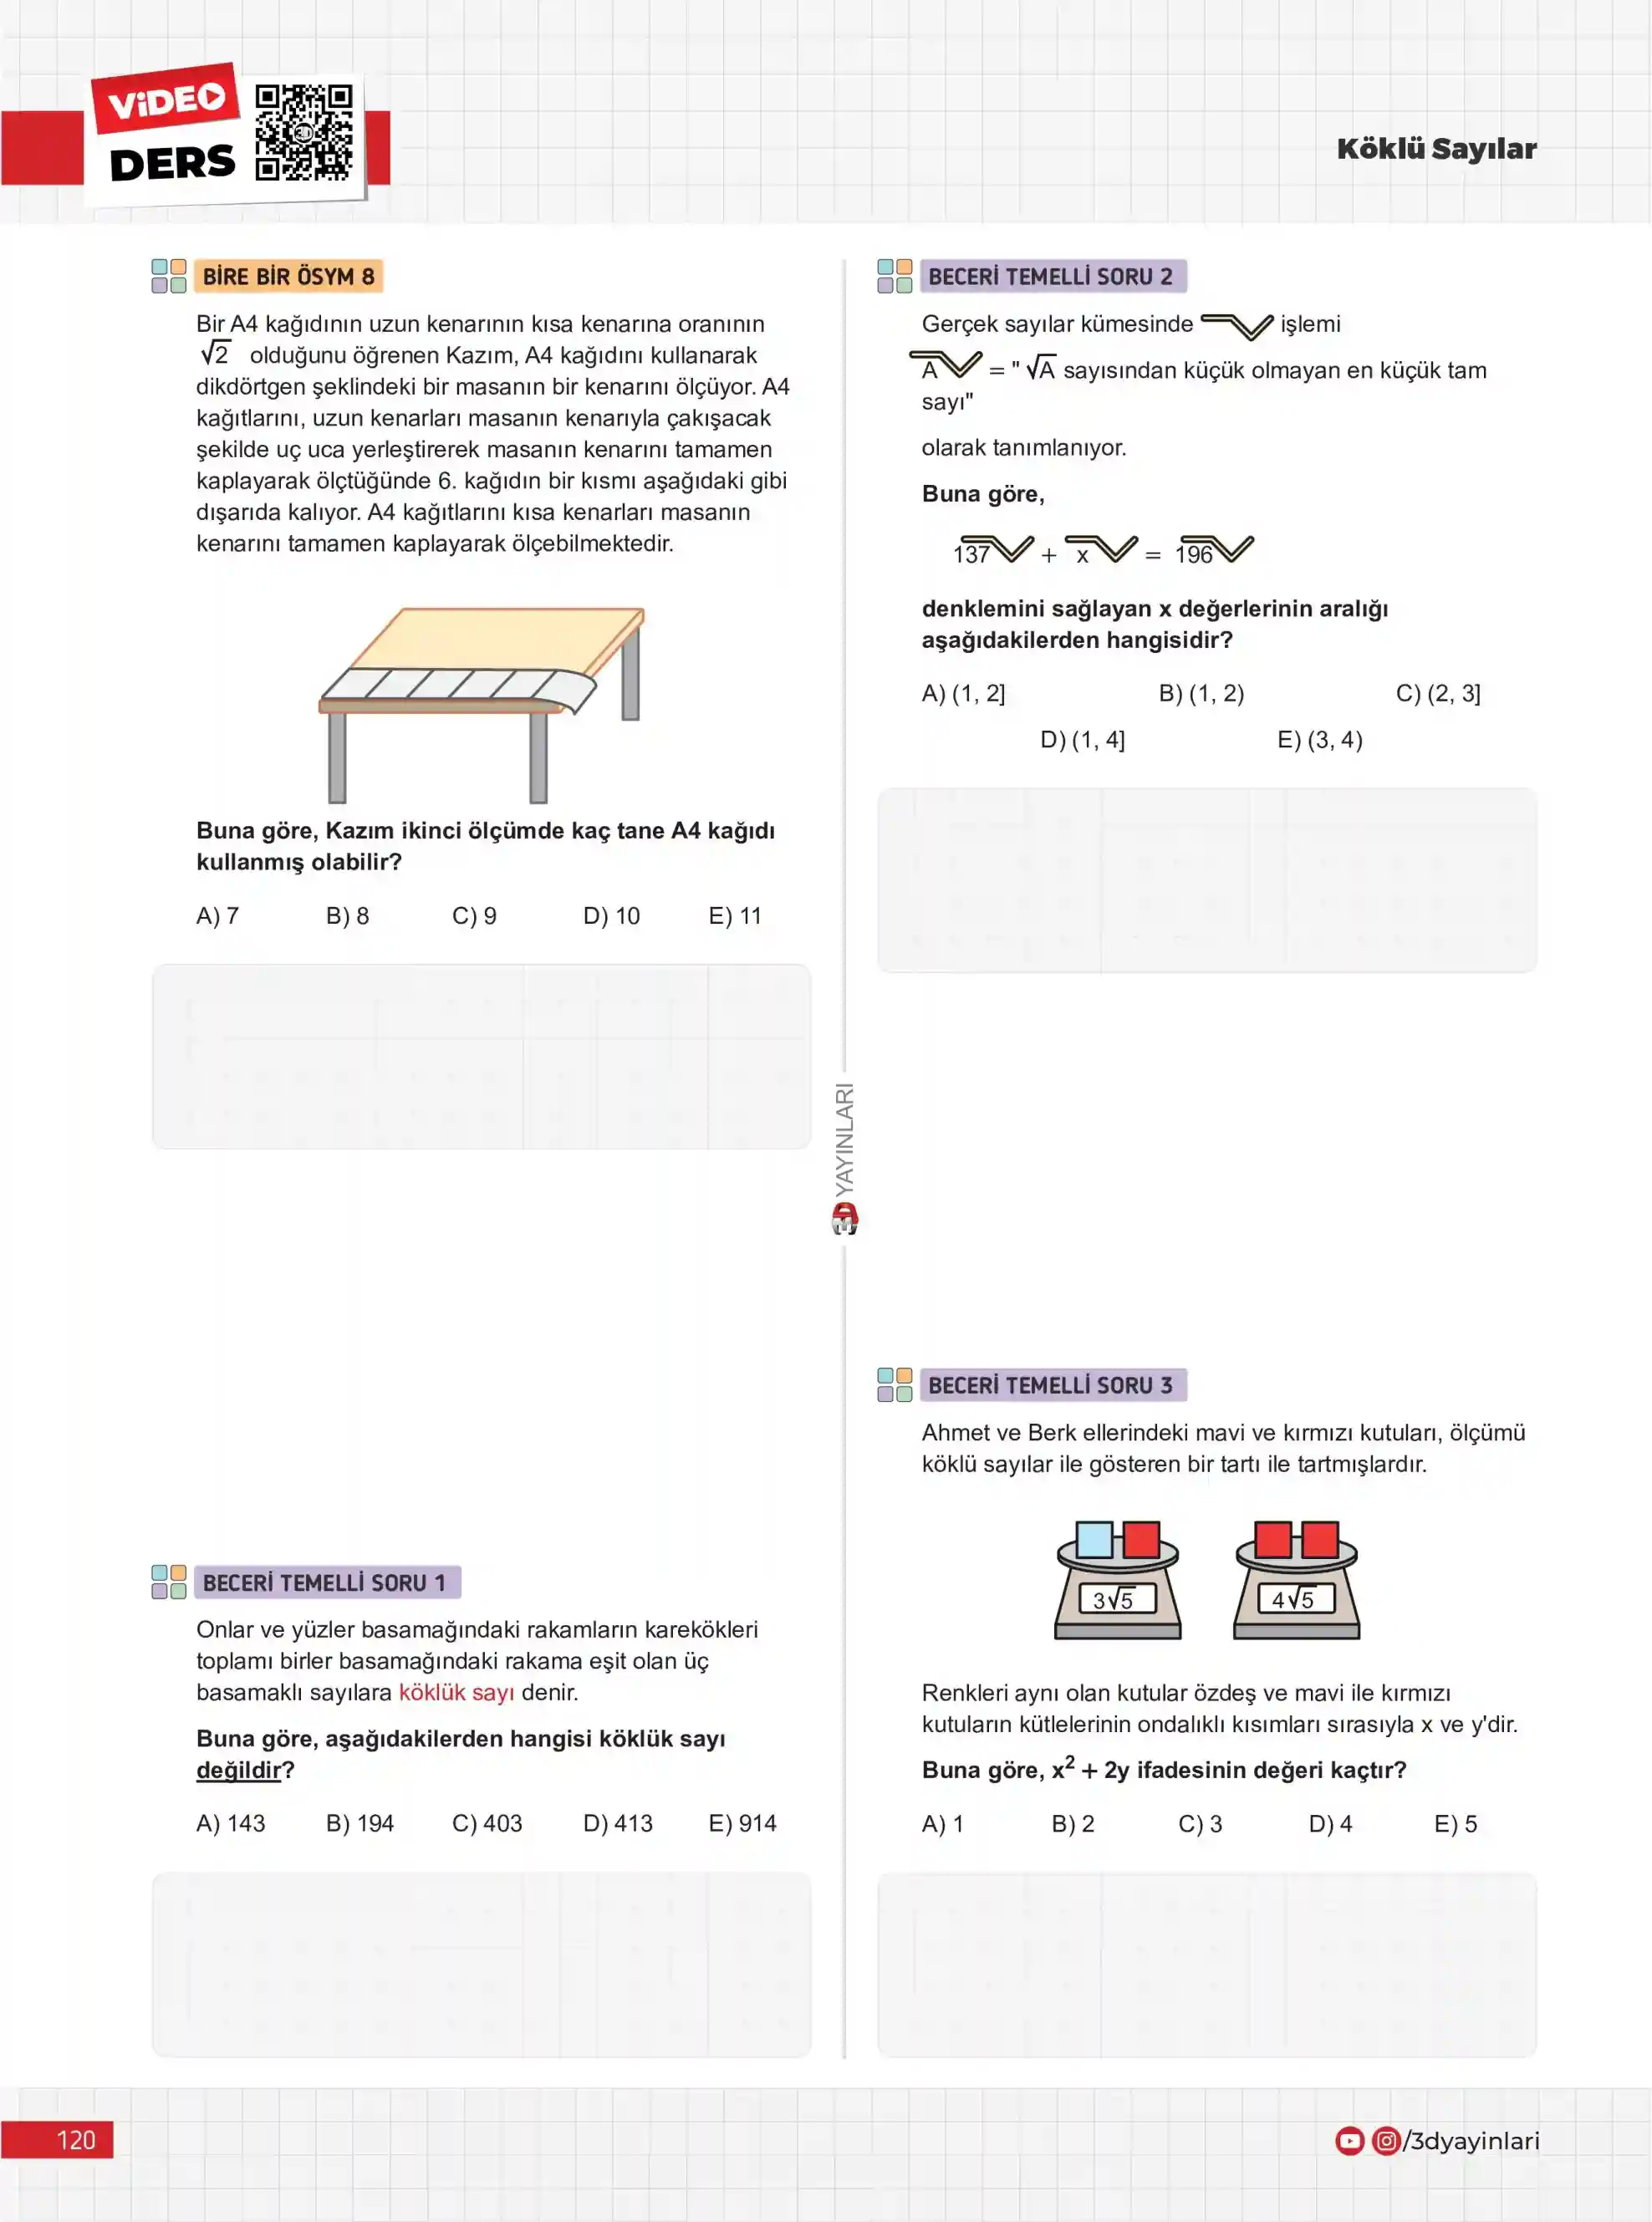 VİDEO
DERS
Köklü Sayılar
BİRE BİR ÖSYM 8
Bir A4 kağıdının uzun kenarının kısa kenarına oranının
√2 olduğunu öğrenen Kazım, A4 kağıdını kullanarak
dikdörtgen şeklindeki bir masanın bir kenarını ölçüyor. A4
kağıtlarını, uzun kenarları masanın kenarıyla çakışacak
şekilde uç uca yerleştirerek masanın kenarını tamamen
kaplayarak ölçtüğünde 6. kağıdın bir kısmı aşağıdaki gibi
dışarıda kalıyor. A4 kağıtlarını kısa kenarları masanın
kenarını tamamen kaplayarak ölçebilmektedir.
Buna göre, Kazım ikinci ölçümde kaç tane A4 kağıdı
kullanmış olabilir?
A) 7 B) 8 C) 9 D) 10 E) 11
BECERİ TEMELLİ SORU 1
Onlar ve yüzler basamağındaki rakamların karekökleri
toplamı birler basamağındaki rakama eşit olan üç
basamaklı sayılara köklük sayı denir.
Buna göre, aşağıdakilerden hangisi köklük sayı
değildir?
A) 143 B) 194 C) 403 D) 413 E) 914
YAYINLARI
BECERİ TEMELLİ SORU 2
Gerçek sayılar kümesinde işlemi
A = " √A sayısından küçük olmayan en küçük tam
sayı"
olarak tanımlanıyor.
Buna göre,
137 + x = 196
denklemini sağlayan x değerlerinin aralığı
aşağıdakilerden hangisidir?
A) (1, 2] B) (1, 2) C) (2, 3]
D) (1, 4] E) (3, 4)
BECERİ TEMELLİ SORU 3
Ahmet ve Berk ellerindeki mavi ve kırmızı kutuları, ölçümü
köklü sayılar ile gösteren bir tartı ile tartmışlardır.
3√5 4√5
Renkleri aynı olan kutular özdeş ve mavi ile kırmızı
kutuların kütlelerinin ondalıklı kısımları sırasıyla x ve y'dir.
Buna göre, x² + 2y ifadesinin değeri kaçtır?
A) 1 B) 2 C) 3 D) 4 E) 5
120
/3dyayinlari